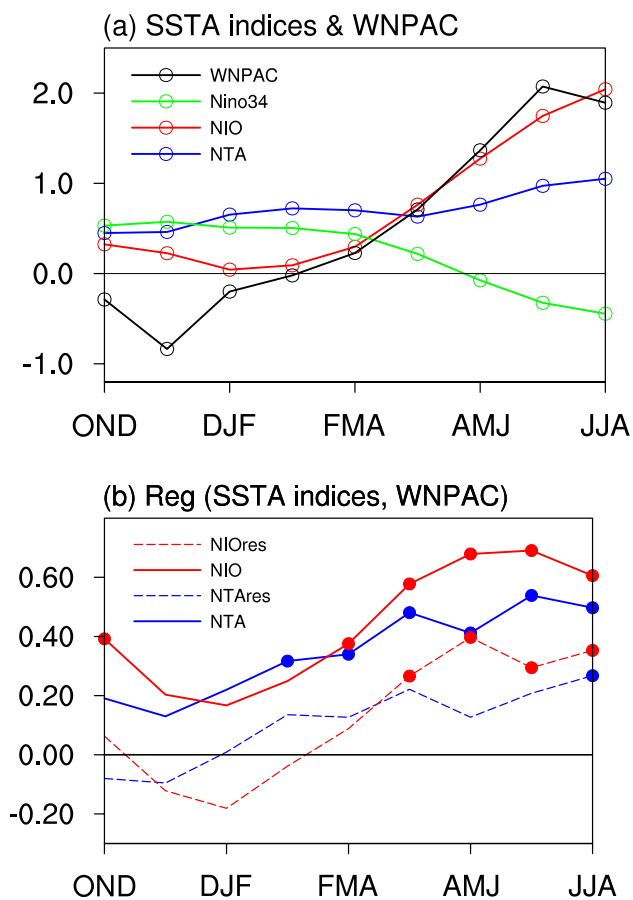 (a) SSTA indices & WNPAC
WNPAC
Nino34
NIO
NTA
2.0
1.0
0.0
-1.0
OND DJF FMA AMJ JJA
(b) Reg (SSTA indices, WNPAC)
NIOres
NIO
NTAres
NTA
0.60
0.40
0.20
0.00
-0.20
OND DJF FMA AMJ JJA